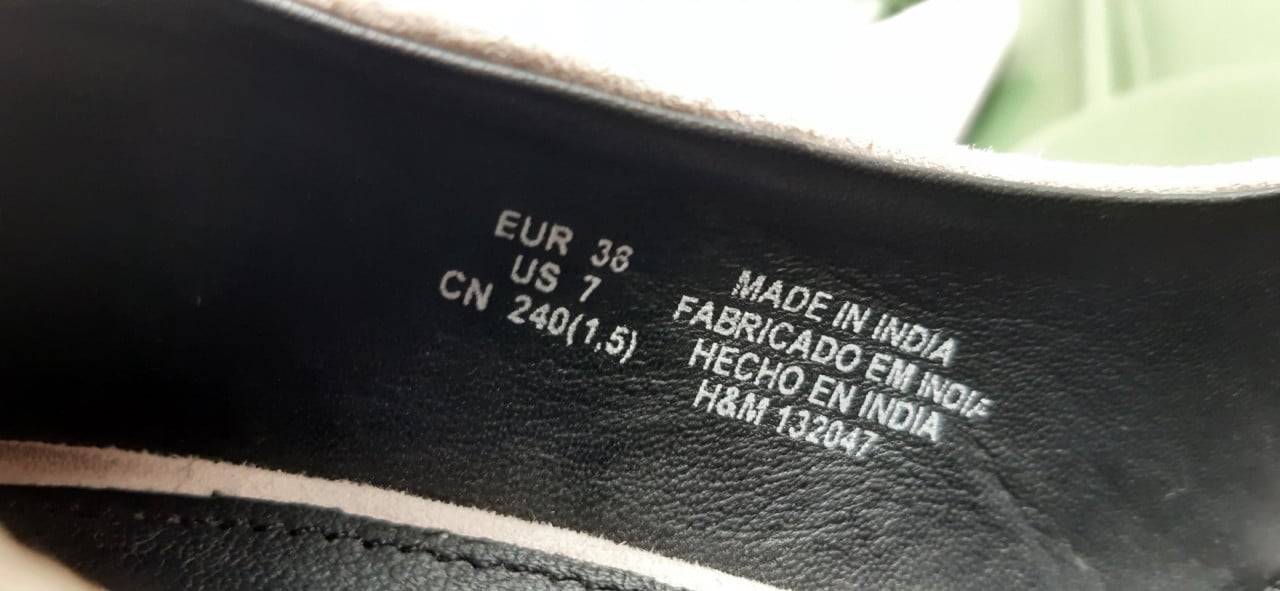 EUR 38
US 7
CN 240(1.5)
MADE IN INDIA
FABRICADO EM INDIA
HECHO EN INDIA
H&M 132047